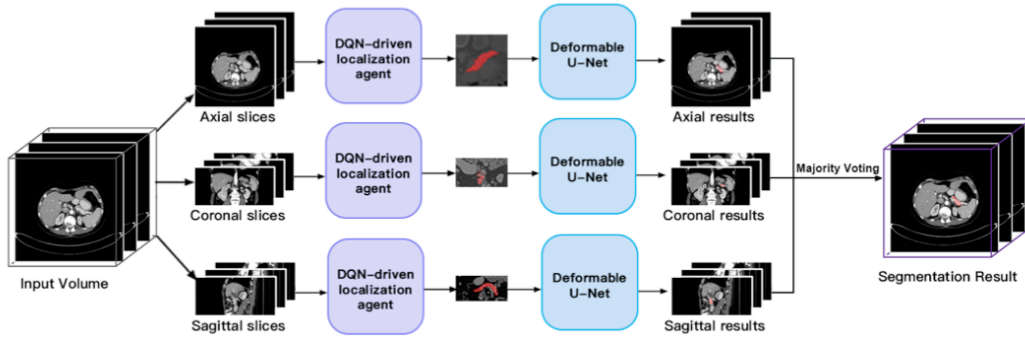 DQN-driven
localization
agent
Deformable
U-Net
Axial slices
Axial results
DQN-driven
localization
agent
Deformable
U-Net
Majority Voting
Coronal slices
Coronal results
Input Volume
DQN-driven
localization
agent
Deformable
U-Net
Segmentation Result
Sagittal slices
Sagittal results